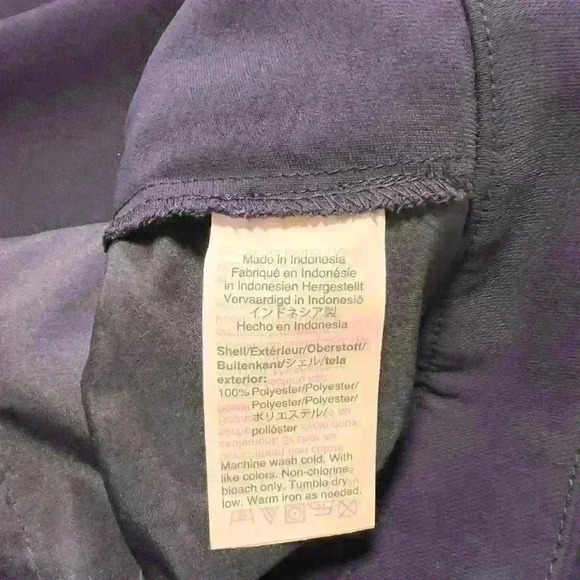 Made in Indonesia
Fabriqué en Indonésie
in Indonesien Hergestellt
Vervaardigd in Indonesië
インドネシア製
Hecho en Indonesia
Shell/Extérieur/Oberstoff/
Buitenkant/シェル/tela
exterior:
100% Polyester/Polyester/
Polyester/Polyester/
ポリエステル/
poliéster
Machine wash cold. With
like colors. Non-chlorine
bleach only. Tumble dry
low. Warm iron as needed.